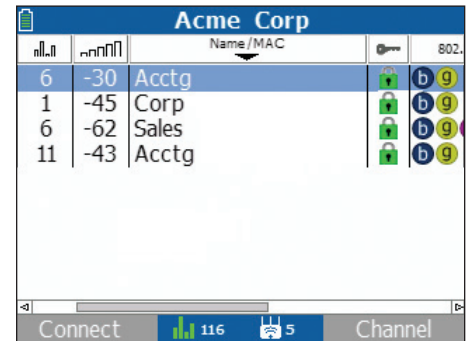 Acme Corp
Name/MAC 802.
6 -30 Acctg b g
1 -45 Corp b g
6 -62 Sales b g
11 -43 Acctg b g
Connect 116 5 Channel